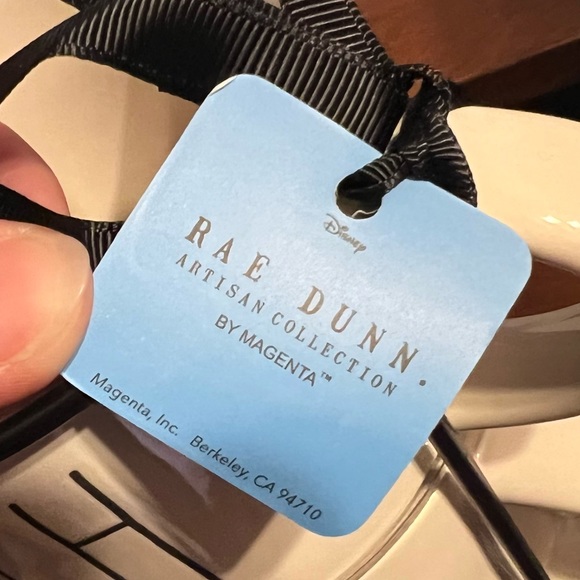 Disney
RAE DUNN.
ARTISAN COLLECTION
BY MAGENTA™
Magenta, Inc. Berkeley, CA 94710